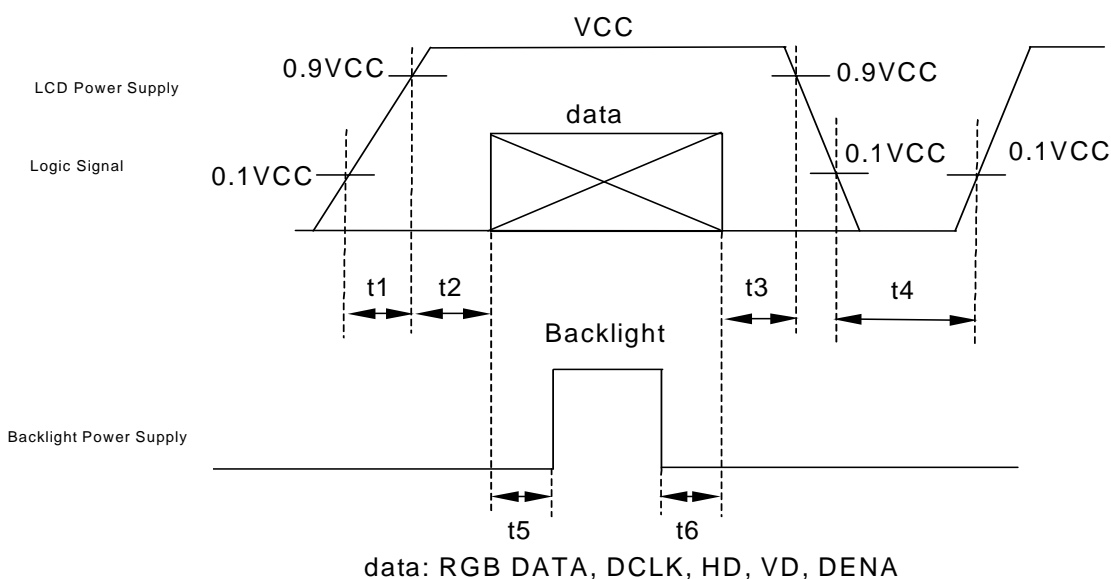 VCC
0.9VCC
0.9VCC
LCD Power Supply
data
Logic Signal
0.1VCC
0.1VCC
0.1VCC
t1
t2
t3
t4
Backlight
Backlight Power Supply
t5
t6
data: RGB DATA, DCLK, HD, VD, DENA